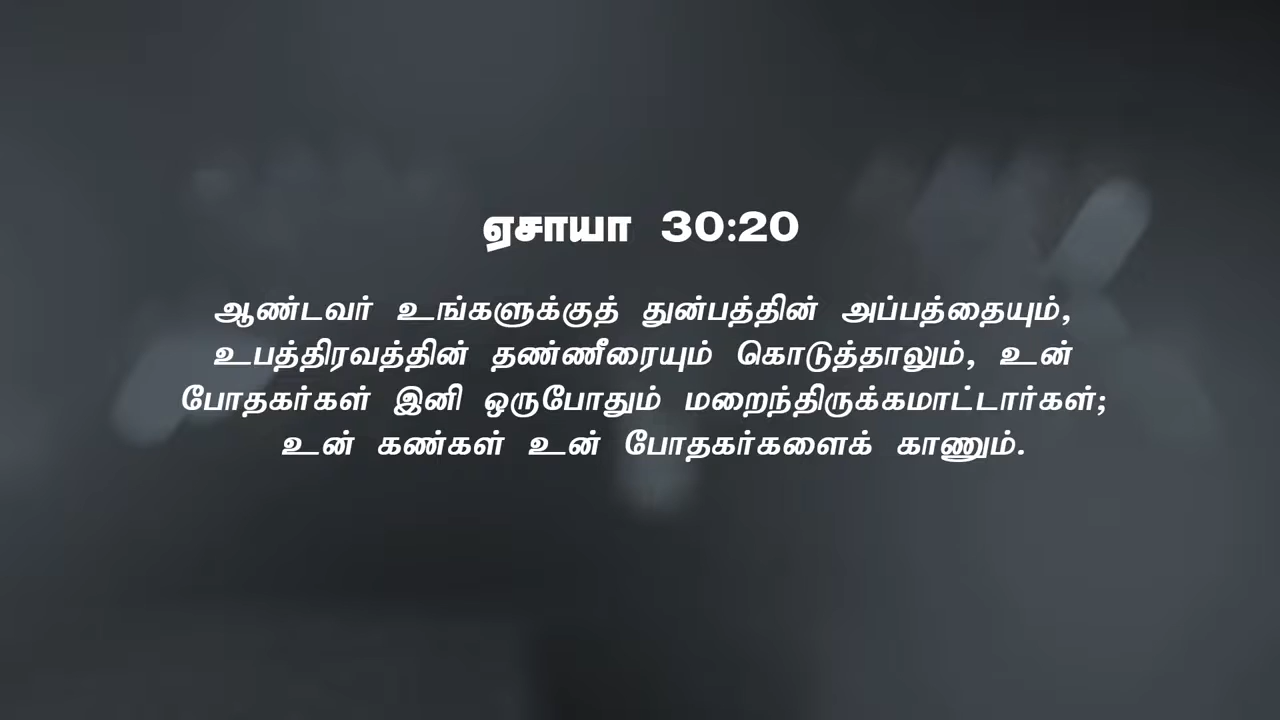 ஏசாயா 30:20
ஆண்டவர் உங்களுக்குத் துன்பத்தின் அப்பத்தையும்,
உபத்திரவத்தின் தண்ணீரையும் கொடுத்தாலும், உன்
போதகர்கள் இனி ஒருபோதும் மறைந்திருக்கமாட்டார்கள்;
உன் கண்கள் உன் போதகர்களைக் காணும்.